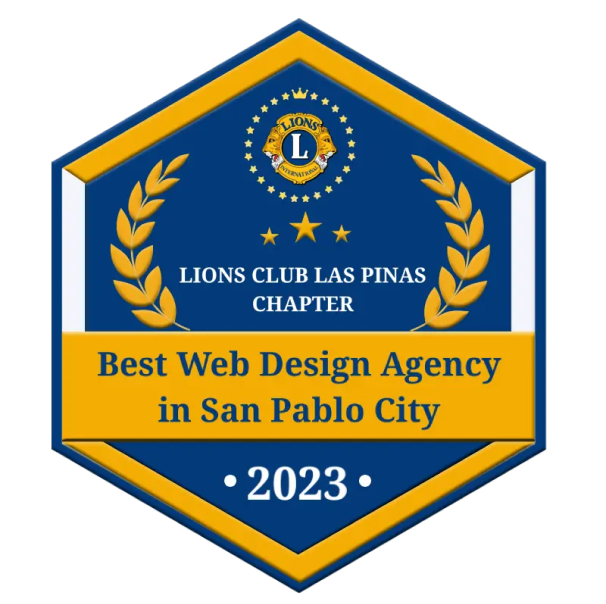 LIONS
L
INTERNATIONAL
LIONS CLUB LAS PINAS
CHAPTER
Best Web Design Agency
in San Pablo City
• 2023 •